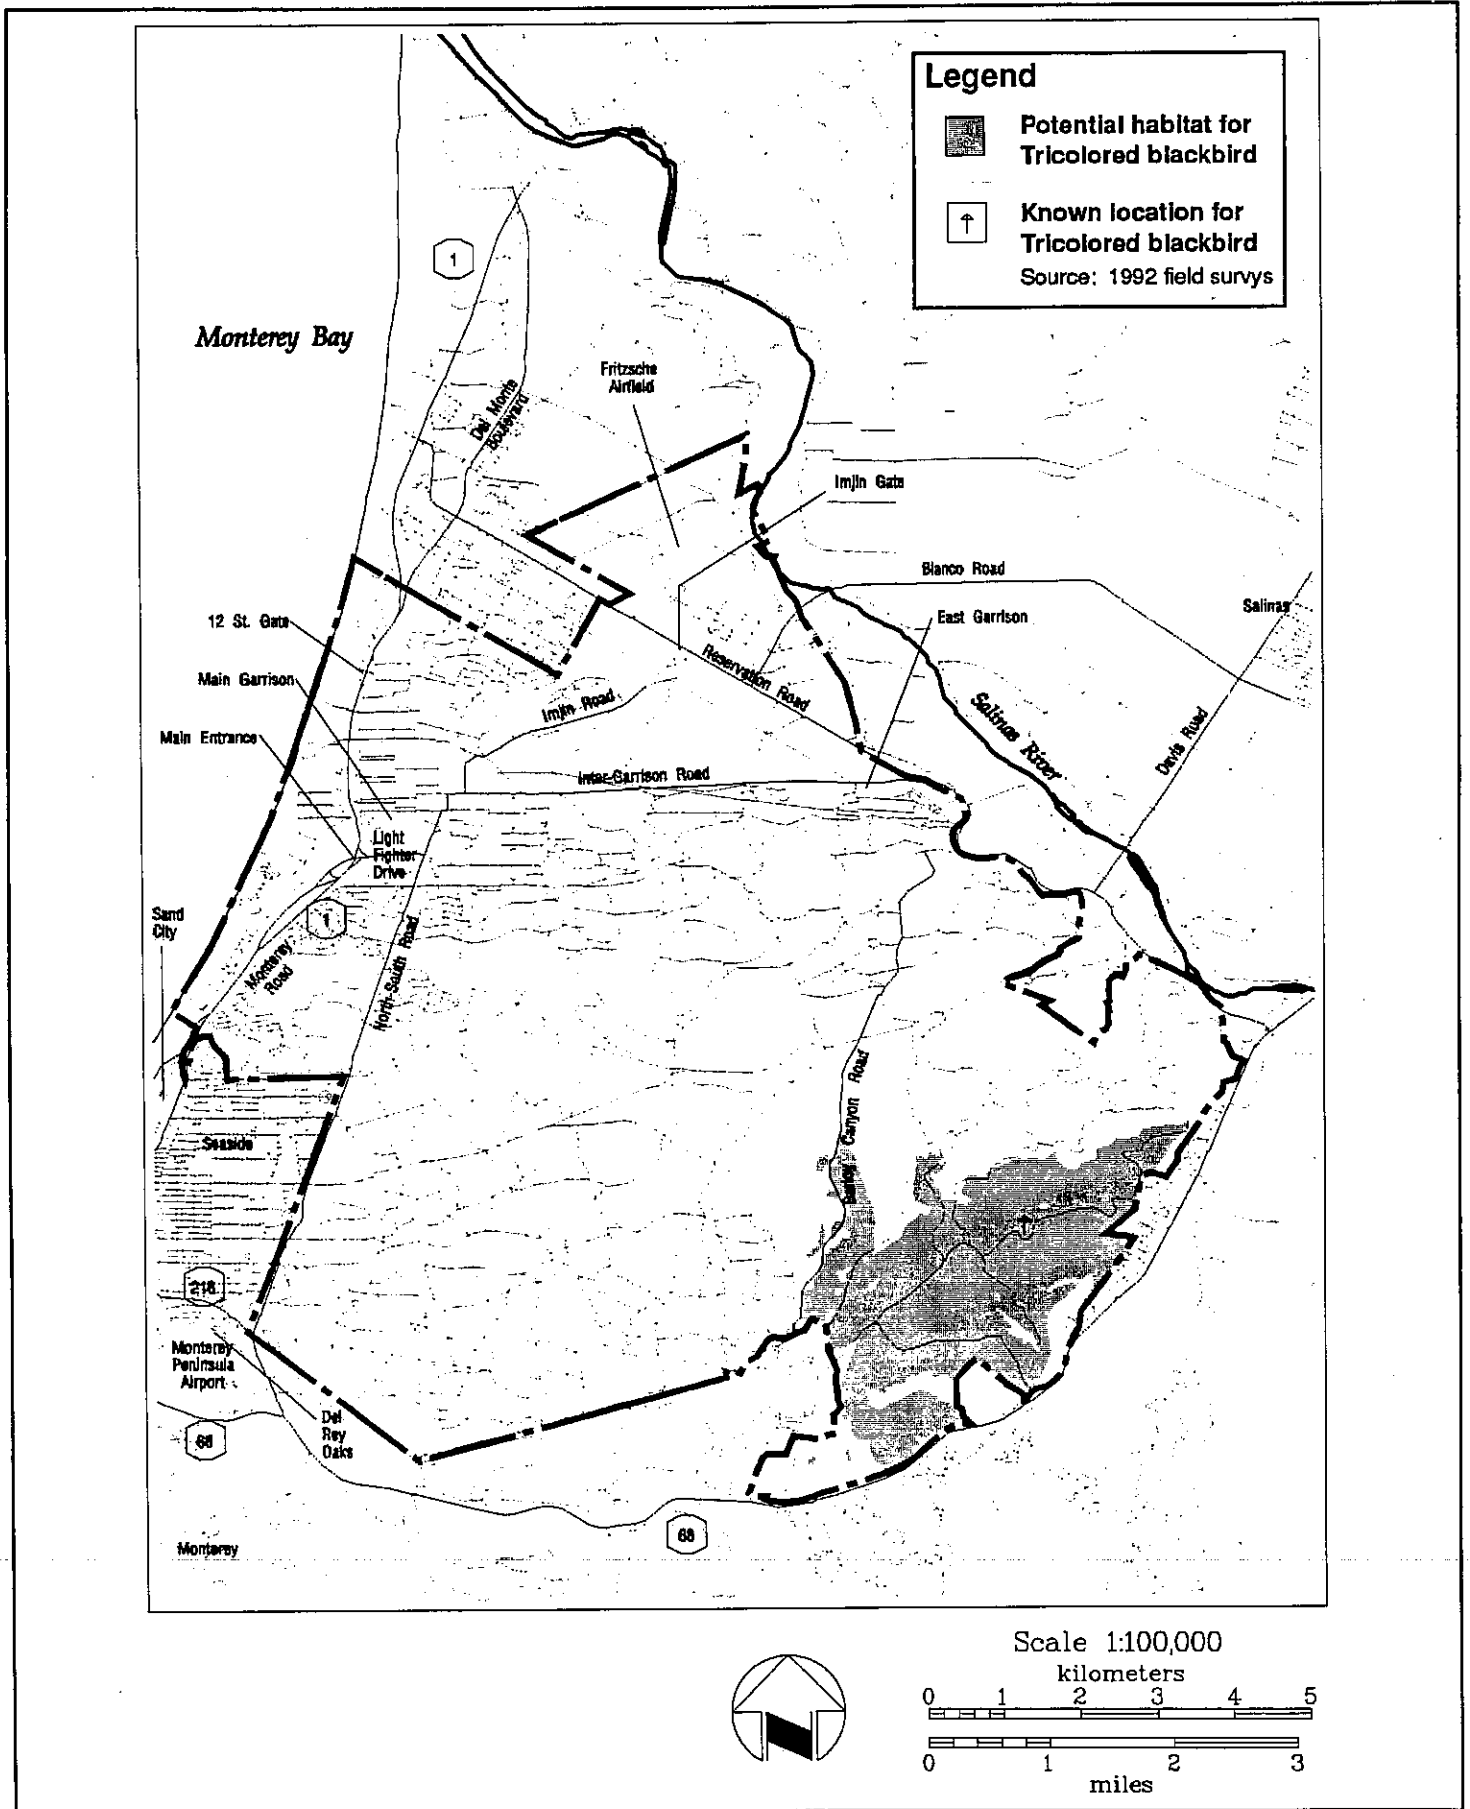 Legend
Potential habitat for
Tricolored blackbird
Known location for
Tricolored blackbird
Source: 1992 field survys
1
Monterey Bay
Fritzsche
Airfield
Del Monte
Boulevard
Imjin Gate
Blanco Road
Salinas
12 St. Gate
East Garrison
Main Garrison
Reservation Road
Imjin Road
Salinas River
Davis Road
Main Entrance
Inter-Garrison Road
Light
Fighter
Drive
Sand
City
1
Monterey
Road
North-South Road
Canyon Road
Seaside
218
Monterey
Peninsula
Airport
Del
Rey
Oaks
68
68
Monterey
Scale 1:100,000
kilometers
0 1 2 3 4 5
0 1 2 3
miles